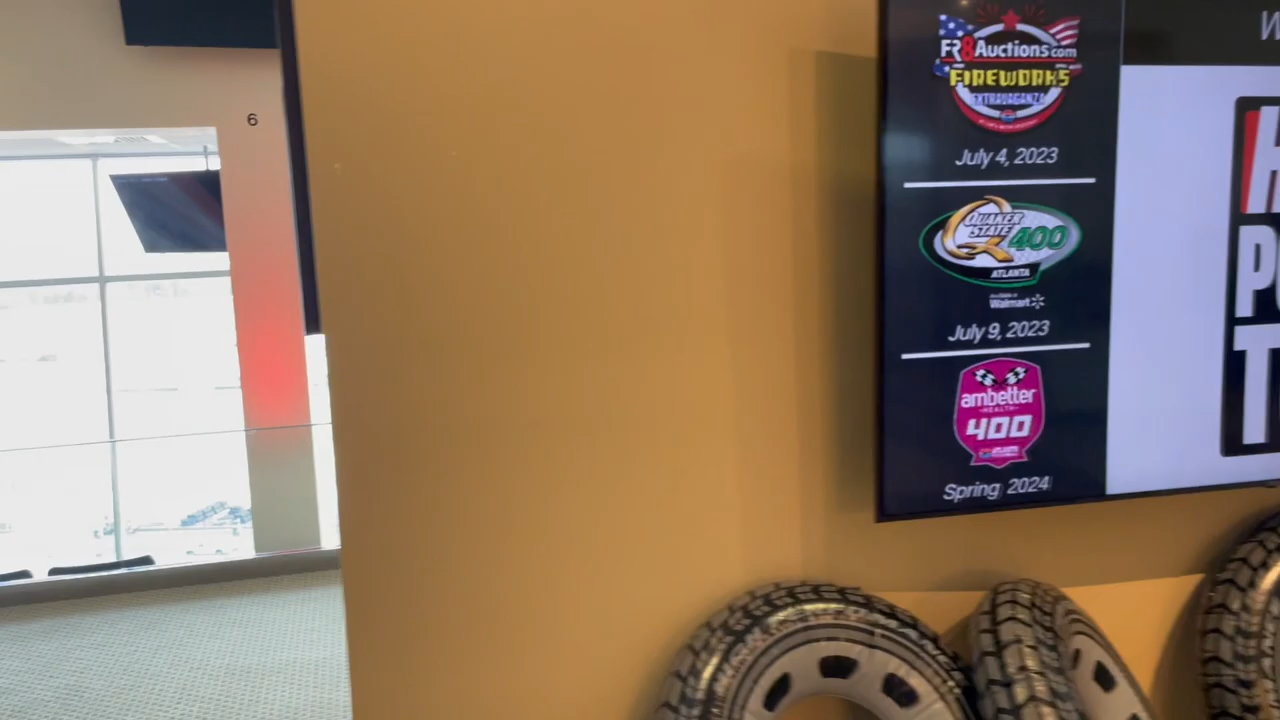 6
FR8Auctions.com
FIREWORKS
EXTRAVAGANZA
July 4, 2023
QUAKER
STATE
400
ATLANTA
Walmart
July 9, 2023
ambetter
HEALTH
400
ATLANTA
Spring 2024